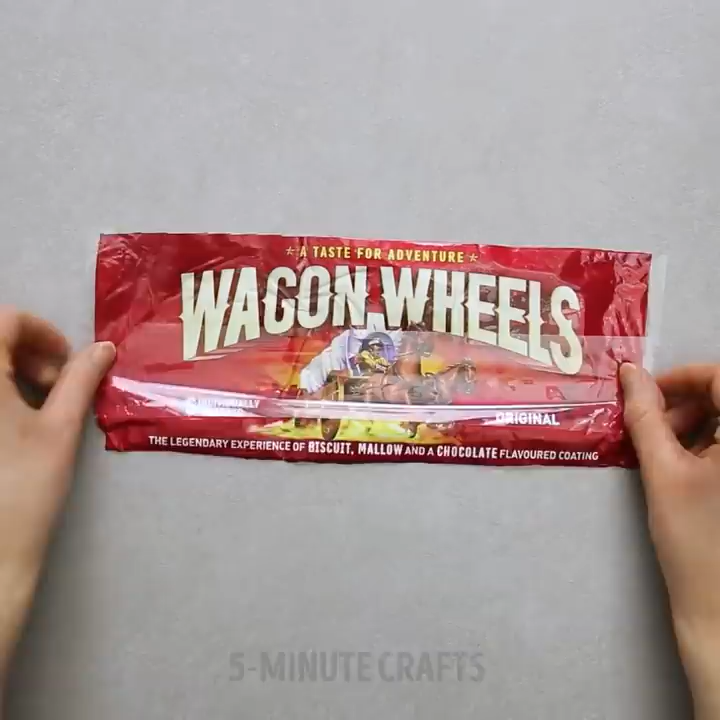 A TASTE FOR ADVENTURE
WAGON WHEELS
INDIVIDUALLY
ORIGINAL
THE LEGENDARY EXPERIENCE OF BISCUIT, MALLOW AND A CHOCOLATE FLAVOURED COATING
5-MINUTE CRAFTS